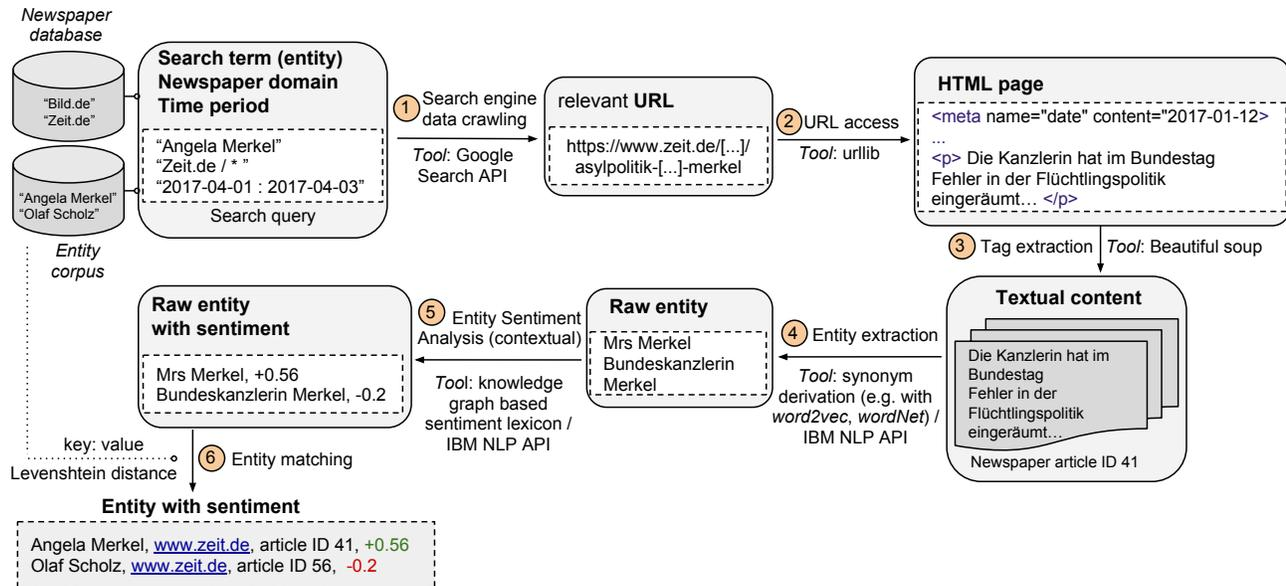 Newspaper
database
“Bild.de”
“Zeit.de”
“Angela Merkel”
“Olaf Scholz”
Entity
corpus
Search term (entity)
Newspaper domain
Time period
“Angela Merkel”
“Zeit.de / * ”
“2017-04-01 : 2017-04-03”
Search query
1
Search engine
data crawling
Tool: Google
Search API
relevant URL
https://www.zeit.de/[...]/
asylpolitik-[...]-merkel
2
URL access
Tool: urllib
HTML page
<meta name="date" content="2017-01-12>
...
<p> Die Kanzlerin hat im Bundestag
Fehler in der Flüchtlingspolitik
eingeräumt… </p>
3
Tag extraction
Tool: Beautiful soup
Textual content
Die Kanzlerin hat im
Bundestag
Fehler in der
Flüchtlingspolitik
eingeräumt…
Newspaper article ID 41
4
Entity extraction
Tool: synonym
derivation (e.g. with
word2vec, wordNet) /
IBM NLP API
Raw entity
Mrs Merkel
Bundeskanzlerin
Merkel
5
Entity Sentiment
Analysis (contextual)
Tool: knowledge
graph based
sentiment lexicon /
IBM NLP API
Raw entity
with sentiment
Mrs Merkel, +0.56
Bundeskanzlerin Merkel, -0.2
key: value
Levenshtein distance
6
Entity matching
Entity with sentiment
Angela Merkel, www.zeit.de, article ID 41, +0.56
Olaf Scholz, www.zeit.de, article ID 56, -0.2